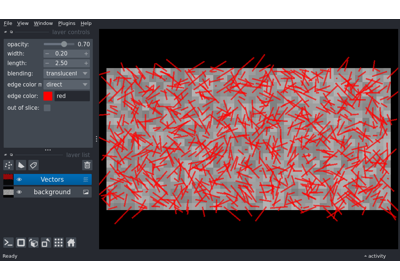 File View Window Plugins Help
layer controls
opacity: 0.70
width: 0.20
length: 2.50
blending: translucent
edge color m direct
edge color: red
out of slice:
layer list
Vectors
background
Ready
activity